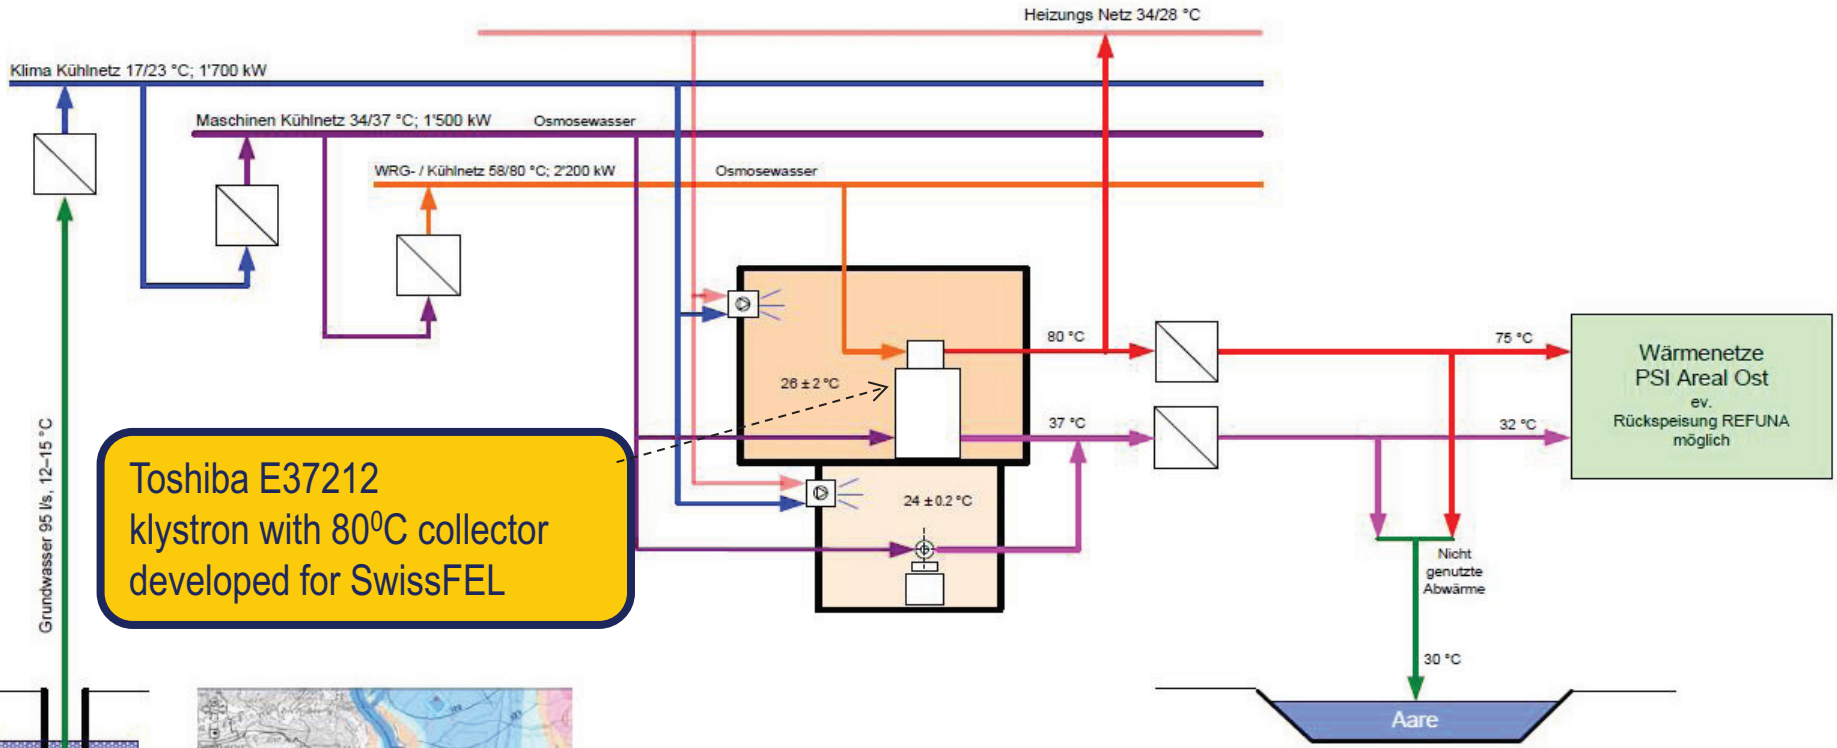 Heizungs Netz 34/28 °C
Klima Kühlnetz 17/23 °C; 1'700 kW
Maschinen Kühlnetz 34/37 °C; 1'500 kW
Osmosewasser
WRG- / Kühlnetz 58/80 °C; 2'200 kW
Osmosewasser
80 °C
75 °C
26 ± 2 °C
37 °C
32 °C
Wärmenetze
PSI Areal Ost
ev.
Rückspeisung REFUNA
möglich
Toshiba E37212
klystron with 80⁰C collector
developed for SwissFEL
24 ± 0.2 °C
Grundwasser 95 l/s, 12–15 °C
Nicht
genutzte
Abwärme
30 °C
Aare